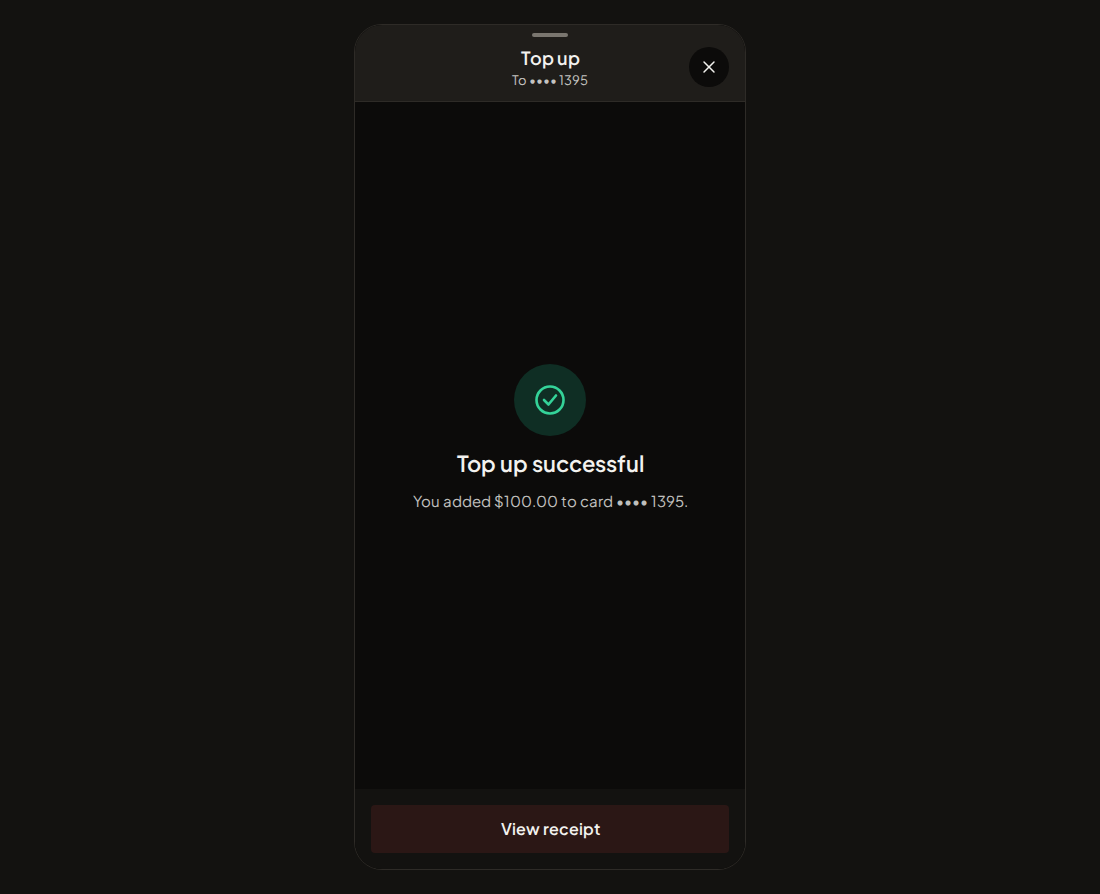 Top up
To •••• 1395
Top up successful
You added $100.00 to card •••• 1395.
View receipt